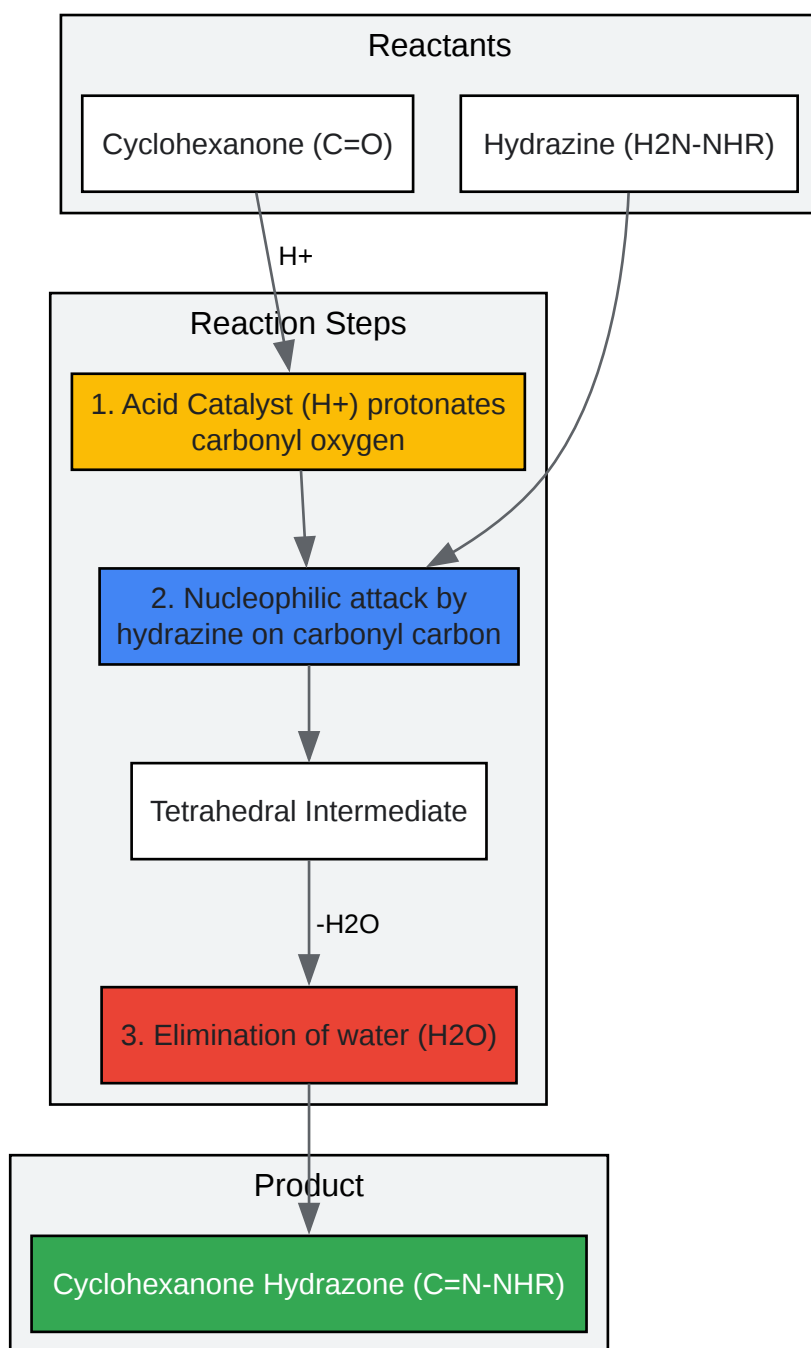 Reactants
Cyclohexanone (C=O)
Hydrazine (H2N-NHR)
H+
Reaction Steps
1. Acid Catalyst (H+) protonates
carbonyl oxygen
2. Nucleophilic attack by
hydrazine on carbonyl carbon
Tetrahedral Intermediate
-H2O
3. Elimination of water (H2O)
Product
Cyclohexanone Hydrazone (C=N-NHR)